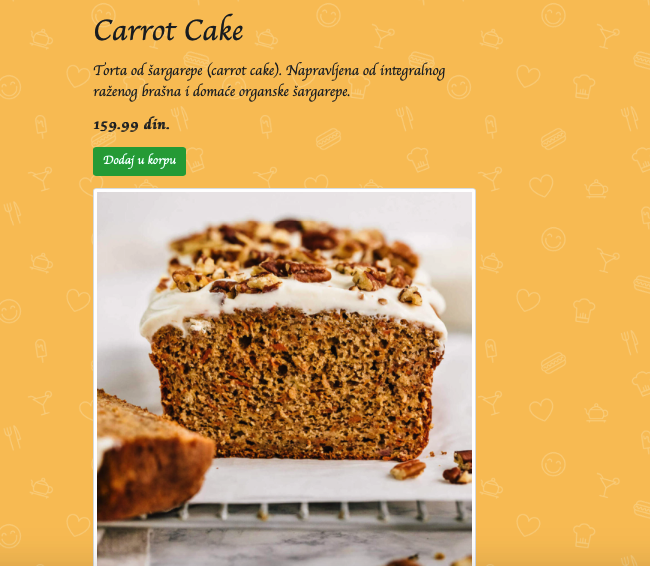 Carrot Cake
Torta od šargarepe (carrot cake). Napravljena od integralnog
raženog brašna i domaće organske šargarepe.
159.99 din.
Dodaj u korpu